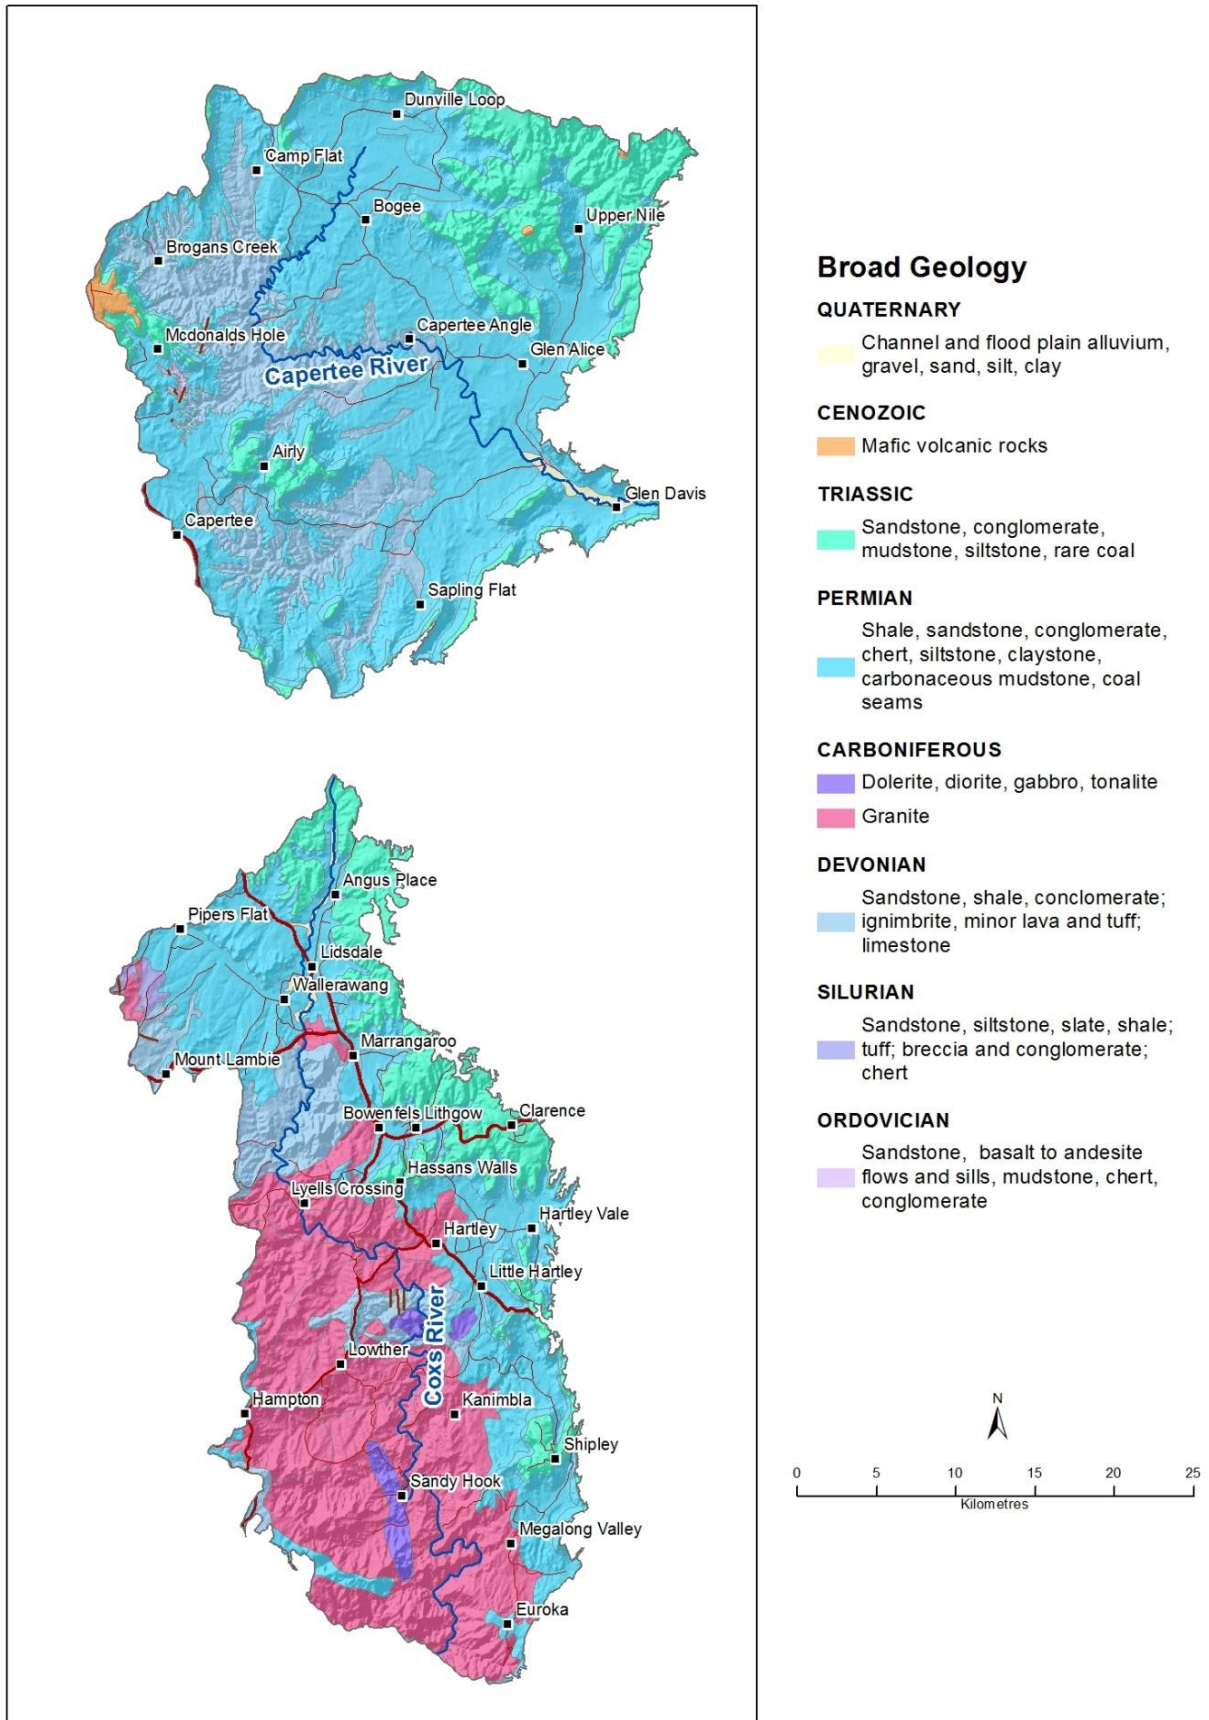 Dunville Loop
Camp Flat
Bogee
Upper Nile
Brogans Creek
Capertee Angle
Mcdonalds Hole
Glen Alice
Capertee River
Airly
Glen Davis
Capertee
Sapling Flat
Angus Place
Pipers Flat
Lidsdale
Wallerawang
Marrangaroo
Mount Lambie
Bowenfels Lithgow
Clarence
Hassans Walls
Lyells Crossing
Hartley Vale
Hartley
Little Hartley
Coxs River
Lowther
Hampton
Kanimbla
Shipley
Sandy Hook
Megalong Valley
Euroka
Broad Geology
QUATERNARY
Channel and flood plain alluvium,
gravel, sand, silt, clay
CENOZOIC
Mafic volcanic rocks
TRIASSIC
Sandstone, conglomerate,
mudstone, siltstone, rare coal
PERMIAN
Shale, sandstone, conglomerate,
chert, siltstone, claystone,
carbonaceous mudstone, coal
seams
CARBONIFEROUS
Dolerite, diorite, gabbro, tonalite
Granite
DEVONIAN
Sandstone, shale, conclomerate;
ignimbrite, minor lava and tuff;
limestone
SILURIAN
Sandstone, siltstone, slate, shale;
tuff; breccia and conglomerate;
chert
ORDOVICIAN
Sandstone, basalt to andesite
flows and sills, mudstone, chert,
conglomerate
N
0 5 10 15 20 25
Kilometres